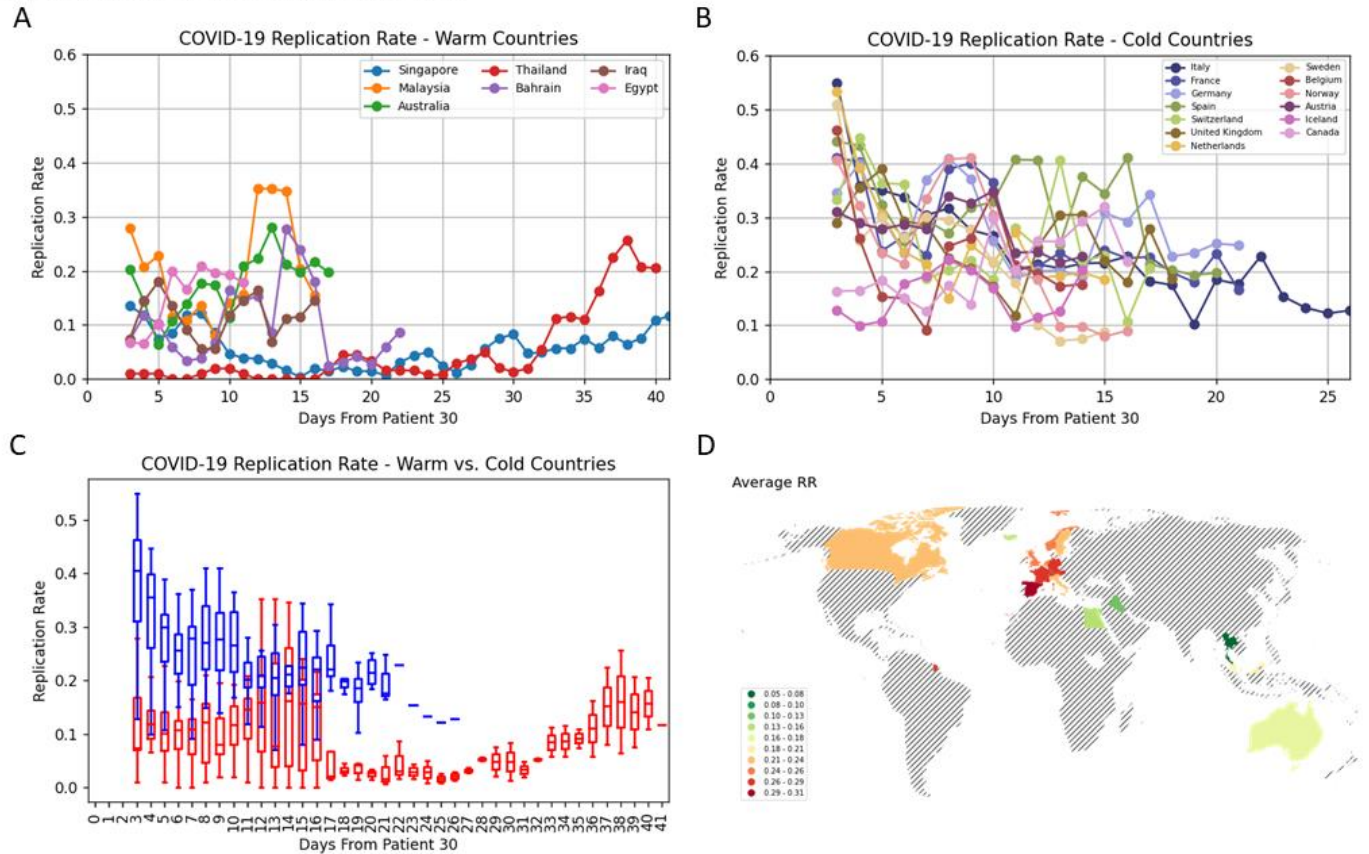 A
COVID-19 Replication Rate - Warm Countries
Replication Rate
0.6
0.5
0.4
0.3
0.2
0.1
0.0
Singapore Thailand Iraq
Malaysia Bahrain Egypt
Australia
0 5 10 15 20 25 30 35 40
Days From Patient 30
B
COVID-19 Replication Rate - Cold Countries
Replication Rate
0.6
0.5
0.4
0.3
0.2
0.1
0.0
Italy Sweden
France Belgium
Germany Norway
Spain Austria
Switzerland Iceland
United Kingdom Canada
Netherlands
0 5 10 15 20 25
Days From Patient 30
C
COVID-19 Replication Rate - Warm vs. Cold Countries
Replication Rate
0.5
0.4
0.3
0.2
0.1
0.0
0 1 2 3 4 5 6 7 8 9 10 11 12 13 14 15 16 17 18 19 20 21 22 23 24 25 26 27 28 29 30 31 32 33 34 35 36 37 38 39 40 41
Days From Patient 30
D
Average RR
0.05 - 0.08
0.08 - 0.10
0.10 - 0.13
0.13 - 0.16
0.16 - 0.18
0.18 - 0.21
0.21 - 0.24
0.24 - 0.26
0.26 - 0.29
0.29 - 0.31